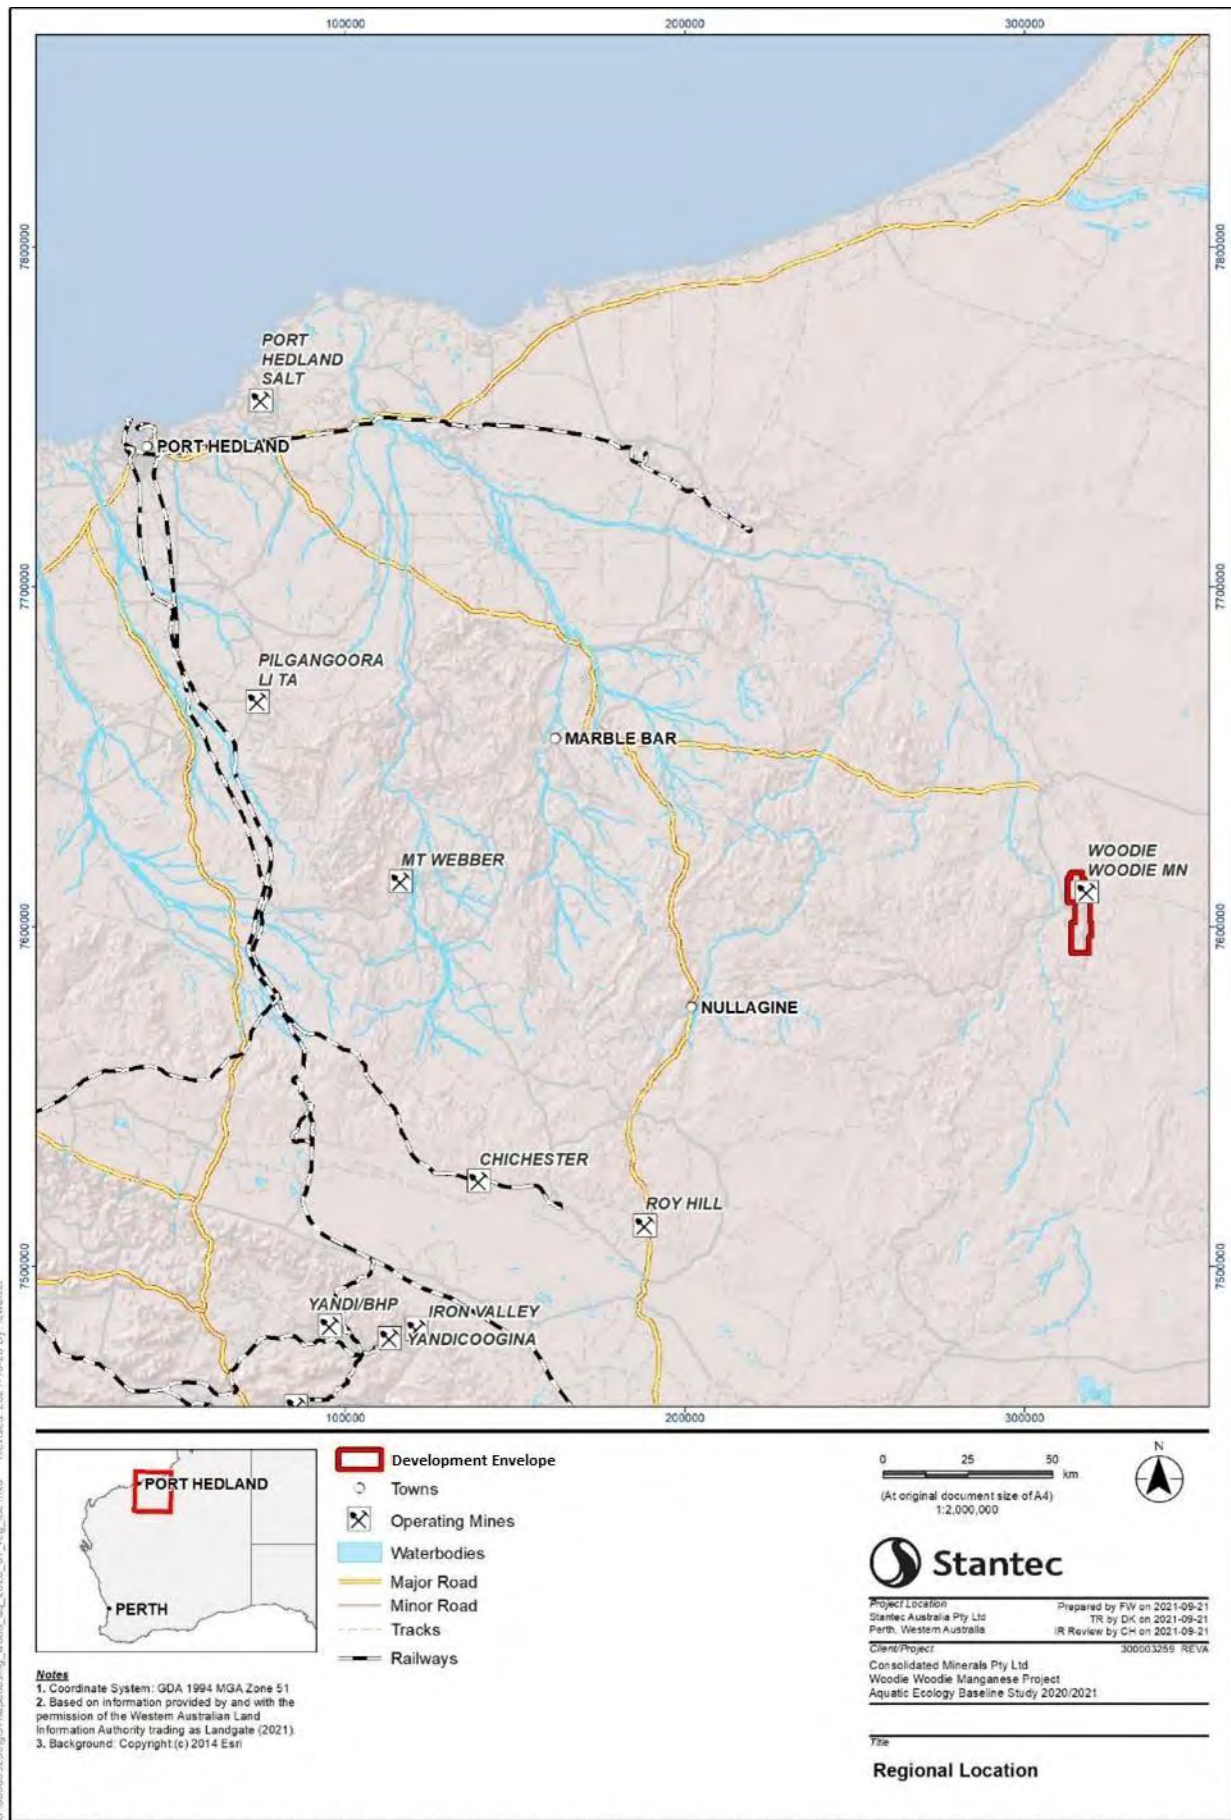 100000
200000
300000
7800000
7800000
PORT
HEDLAND
SALT
PORT HEDLAND
7700000
7700000
PILGANGOORA
LI TA
MARBLE BAR
MT WEBBER
WOODIE
WOODIE MN
7600000
7600000
NULLAGINE
CHICHESTER
ROY HILL
7500000
7500000
YANDI/BHP
IRON VALLEY
YANDICOOGINA
100000
200000
300000
PORT HEDLAND
PERTH
Development Envelope
Towns
Operating Mines
Waterbodies
Major Road
Minor Road
Tracks
Railways
0 25 50
km
(At original document size of A4)
1:2,000,000
N
Stantec
Project Location
Stantec Australia Pty Ltd
Perth, Western Australia
Prepared by FW on 2021-09-21
TR by DK on 2021-09-21
IR Review by CH on 2021-09-21
Client/Project
300003259 REVA
Consolidated Minerals Pty Ltd
Woodie Woodie Manganese Project
Aquatic Ecology Baseline Study 2020/2021
Title
Regional Location
Notes
1. Coordinate System: GDA 1994 MGA Zone 51
2. Based on information provided by and with the
permission of the Western Australian Land
Information Authority trading as Landgate (2021).
3. Background: Copyright:(c) 2014 Esri